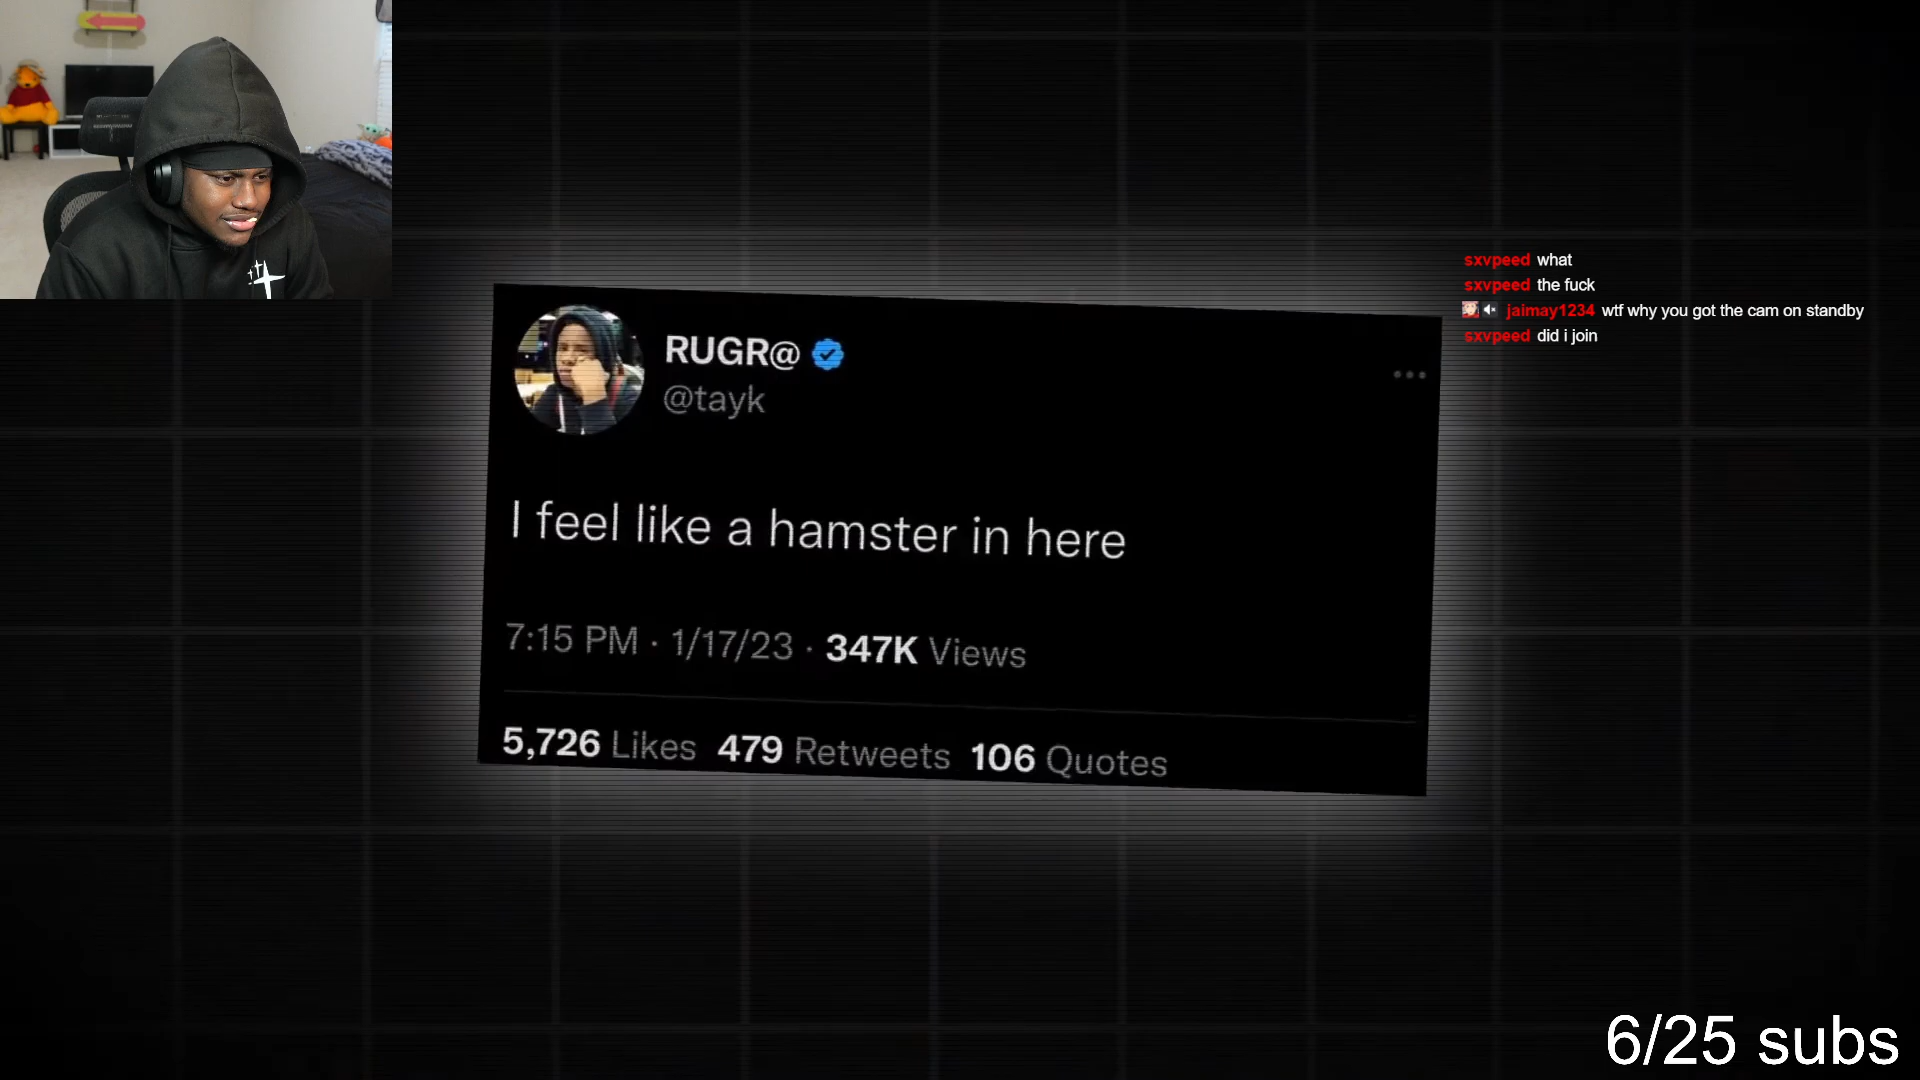 sxvpeed what
sxvpeed the fuck
jaimay1234 wtf why you got the cam on standby
sxvpeed did i join
RUGR@
@tayk
I feel like a hamster in here
7:15 PM · 1/17/23 · 347K Views
5,726 Likes 479 Retweets 106 Quotes
6/25 subs